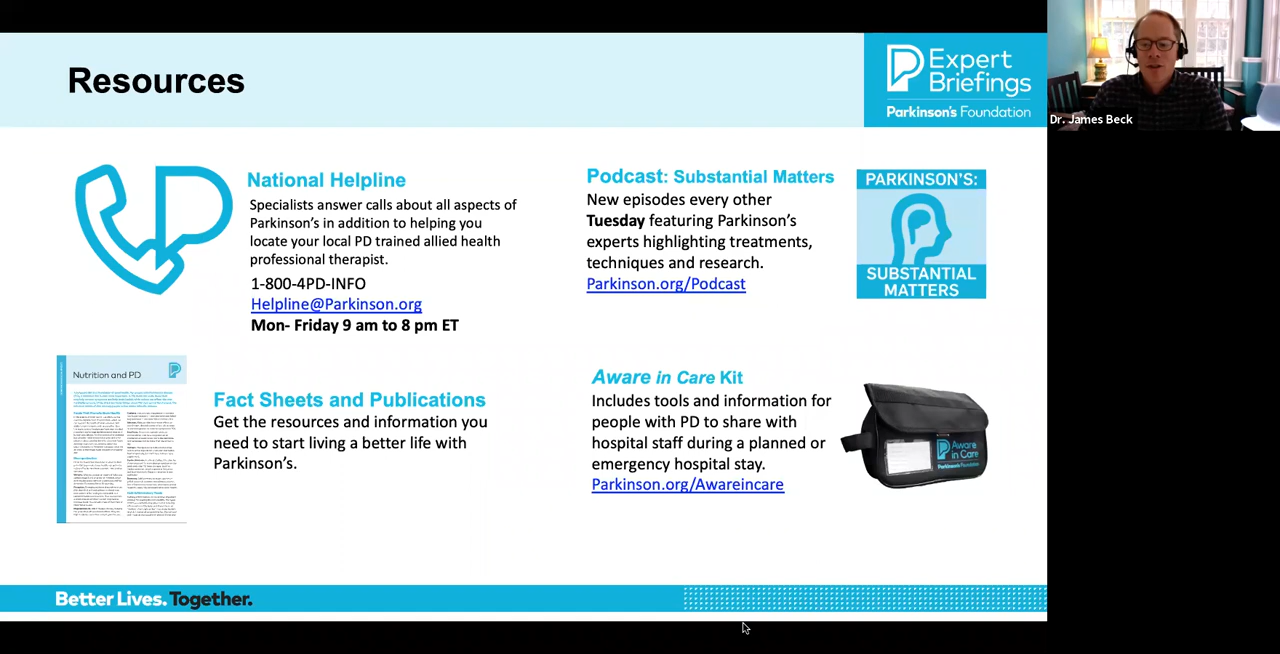 Resources
Expert
Briefings
Parkinson's Foundation
Dr. James Beck
National Helpline
Specialists answer calls about all aspects of
Parkinson's in addition to helping you
locate your local PD trained allied health
professional therapist.
1-800-4PD-INFO
Helpline@Parkinson.org
Mon- Friday 9 am to 8 pm ET
Podcast: Substantial Matters
New episodes every other
Tuesday featuring Parkinson's
experts highlighting treatments,
techniques and research.
Parkinson.org/Podcast
PARKINSON'S:
SUBSTANTIAL
MATTERS
Nutrition and PD
Fact Sheets and Publications
Get the resources and information you
need to start living a better life with
Parkinson's.
Aware in Care Kit
Includes tools and information for
people with PD to share with
hospital staff during a planned or
emergency hospital stay.
Parkinson.org/Awareincare
Aware
in Care
Parkinson's Foundation
Better Lives. Together.